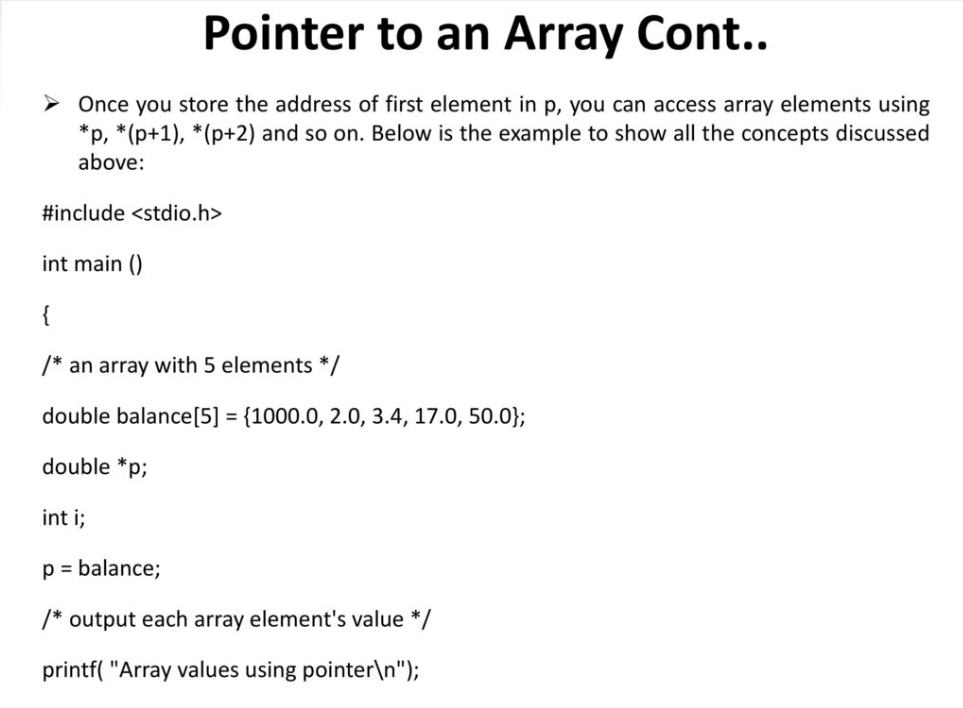 Pointer to an Array Cont..
➢ Once you store the address of first element in p, you can access array elements using
*p, *(p+1), *(p+2) and so on. Below is the example to show all the concepts discussed
above:
#include <stdio.h>
int main ()
{
/* an array with 5 elements */
double balance[5] = {1000.0, 2.0, 3.4, 17.0, 50.0};
double *p;
int i;
p = balance;
/* output each array element's value */
printf( "Array values using pointer\n");